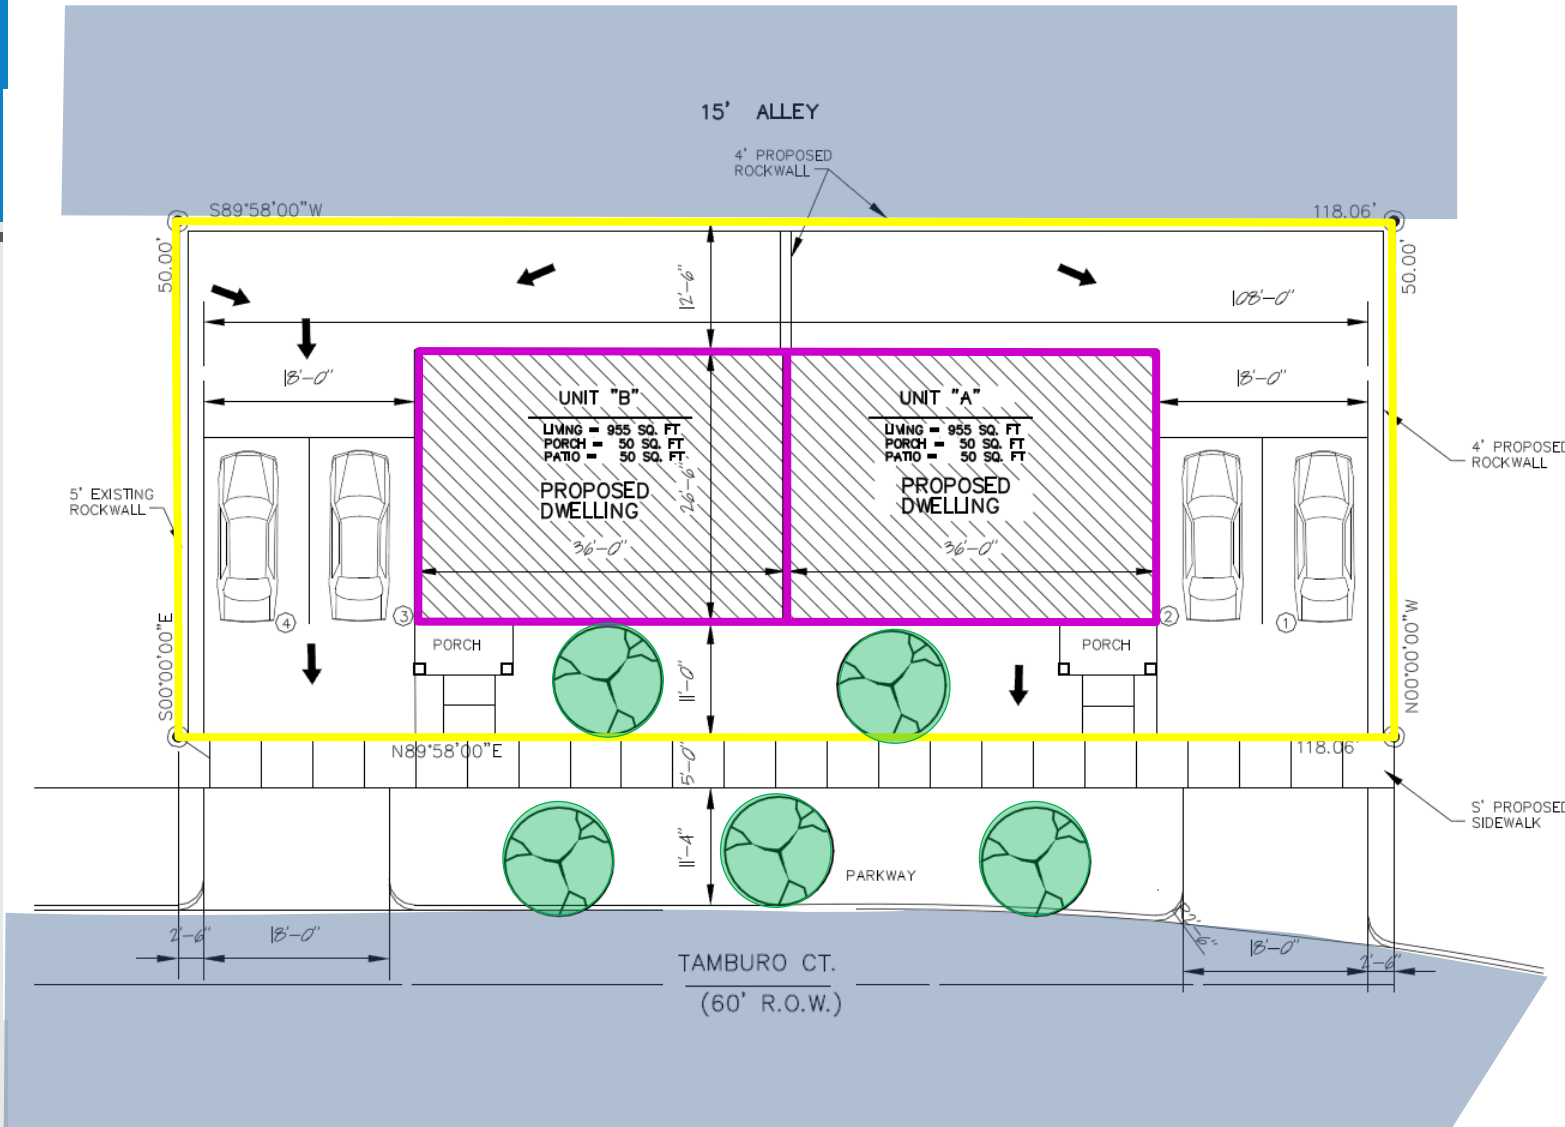 15' ALLEY
4' PROPOSED
ROCKWALL
S89°58'00"W
118.06'
50.00'
50.00'
12'-6"
108'-0"
18'-0"
18'-0"
UNIT "B"
LIVING = 955 SQ. FT
PORCH = 50 SQ. FT
PATIO = 50 SQ. FT
PROPOSED
DWELLING
26'-6"
36'-0"
UNIT "A"
LIVING = 955 SQ. FT
PORCH = 50 SQ. FT
PATIO = 50 SQ. FT
PROPOSED
DWELLING
36'-0"
4' PROPOSED
ROCKWALL
5' EXISTING
ROCKWALL
4
3
2
1
PORCH
PORCH
S00°00'00"E
N00°00'00"W
11'-0"
N89°58'00"E
118.06'
5'-0"
S' PROPOSED
SIDEWALK
11'-4"
PARKWAY
2'-6"
18'-0"
18'-0"
2'-6"
TAMBURO CT.
(60' R.O.W.)